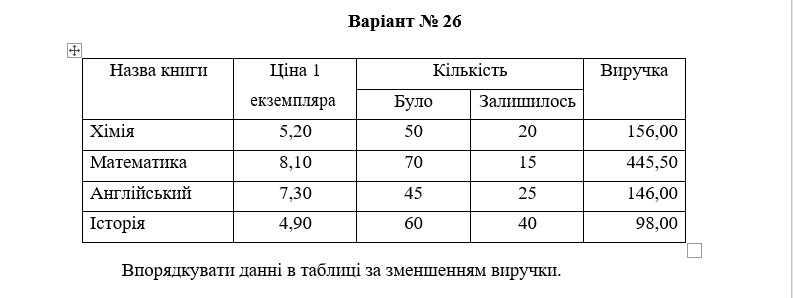 Варіант № 26
Назва книги Ціна 1 екземпляра Кількість Виручка
Було Залишилось
Хімія 5,20 50 20 156,00
Математика 8,10 70 15 445,50
Англійський 7,30 45 25 146,00
Історія 4,90 60 40 98,00
Впорядкувати данні в таблиці за зменшенням виручки.